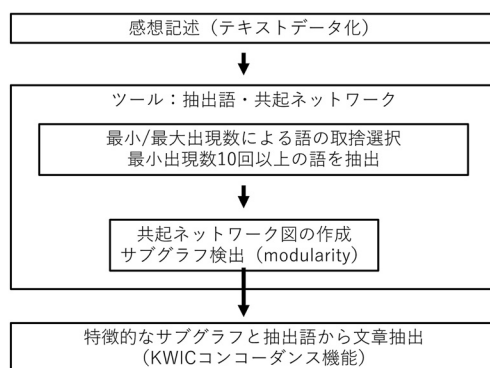 感想記述（テキストデータ化）
ツール：抽出語・共起ネットワーク
最小/最大出現数による語の取捨選択
最小出現数10回以上の語を抽出
共起ネットワーク図の作成
サブグラフ検出（modularity）
特徴的なサブグラフと抽出語から文章抽出
(KWICコンコーダンス機能)